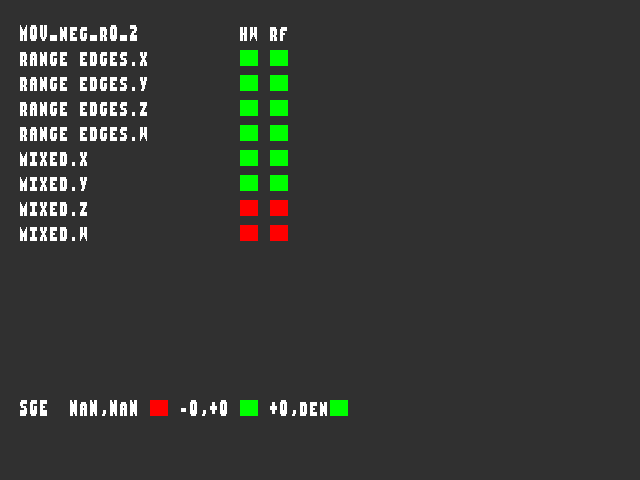 MOV_NEG_R0_2 HW RF
RANGE EDGES.X
RANGE EDGES.Y
RANGE EDGES.Z
RANGE EDGES.W
MIXED.X
MIXED.Y
MIXED.Z
MIXED.W
SGE NAN,NAN -0,+0 +0,DEN